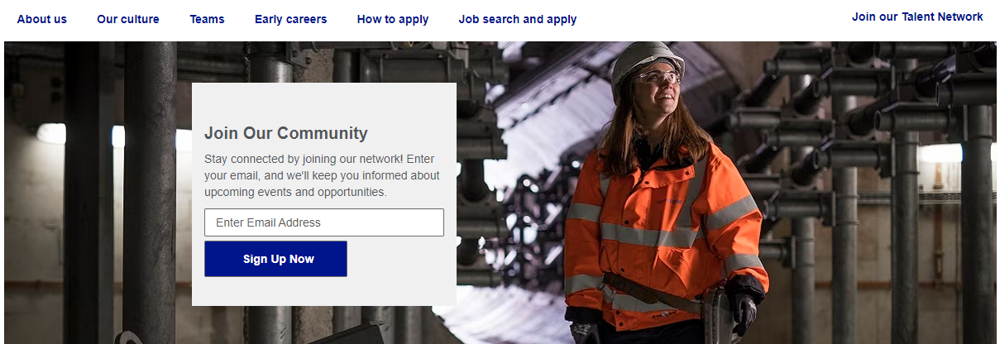 About us Our culture Teams Early careers How to apply Job search and apply Join our Talent Network
Join Our Community
Stay connected by joining our network! Enter
your email, and we'll keep you informed about
upcoming events and opportunities.
Enter Email Address
Sign Up Now